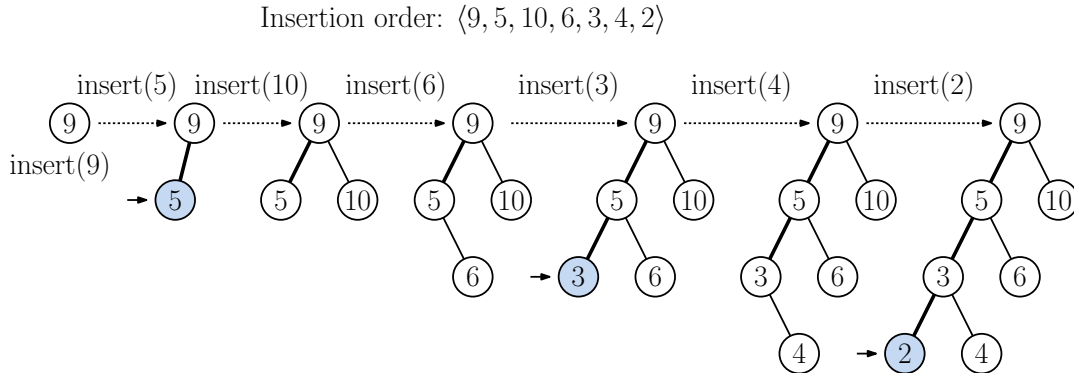 Insertion order: ⟨9, 5, 10, 6, 3, 4, 2⟩
insert(5) insert(10) insert(6) insert(3) insert(4) insert(2)
9 9 9 9 9 9 9
insert(9)
5 5 10 5 10 5 10 5 10 5 10
6 3 6 3 6 3 6
4 2 4